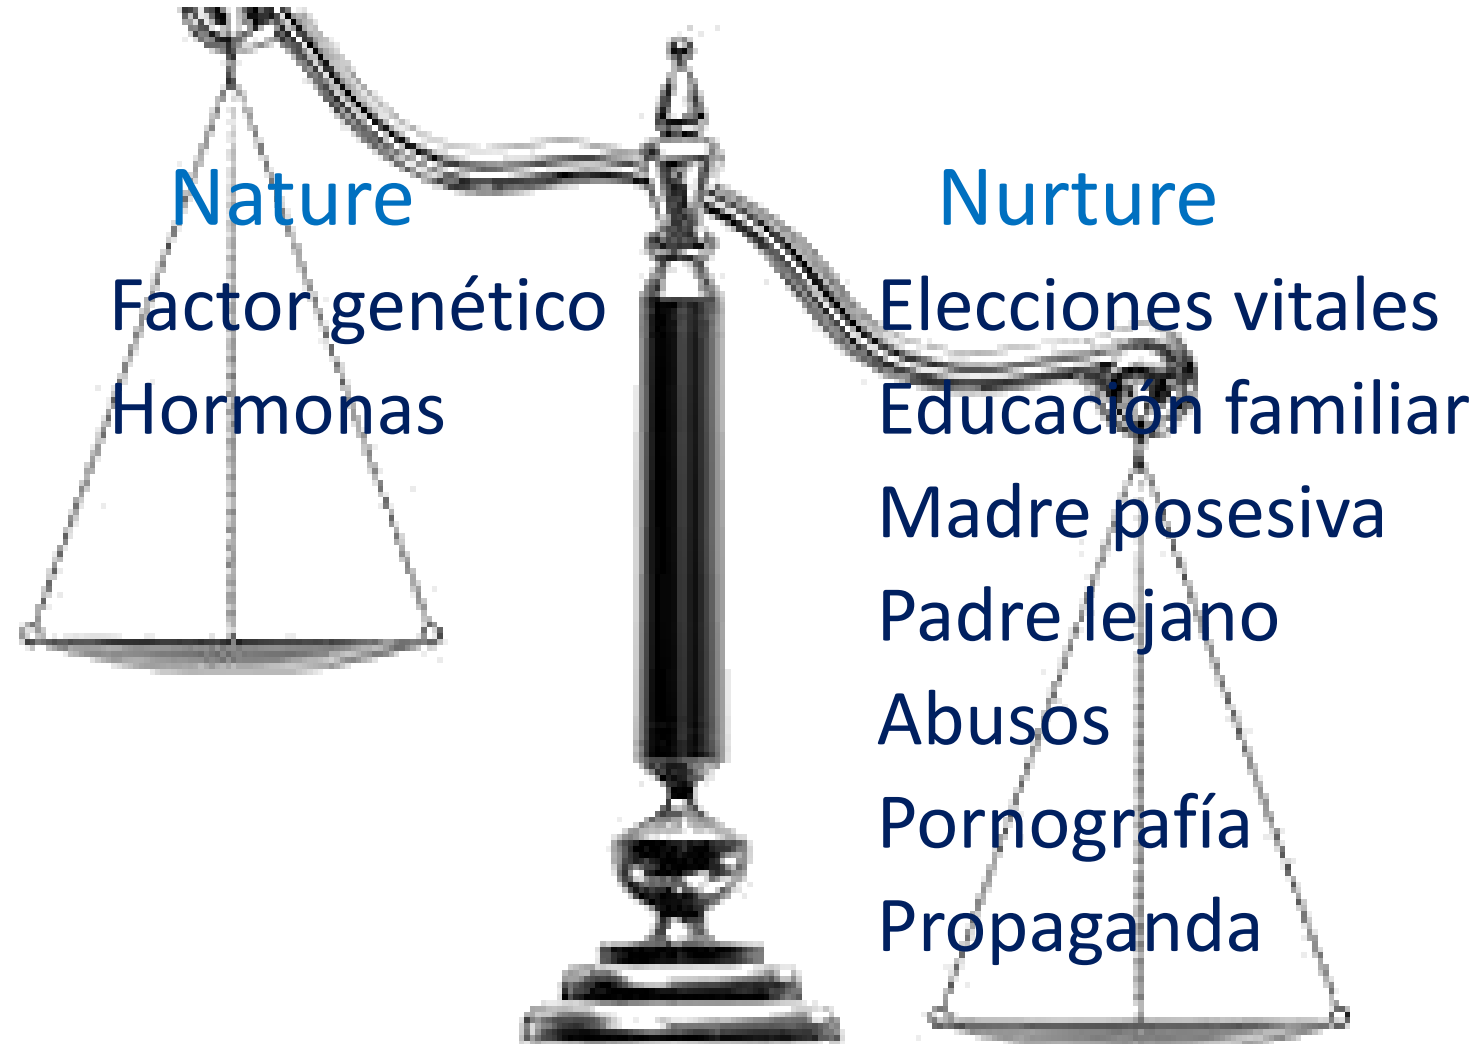 Nature
Factor genético
Hormonas
Nurture
Elecciones vitales
Educación familiar
Madre posesiva
Padre lejano
Abusos
Pornografía
Propaganda